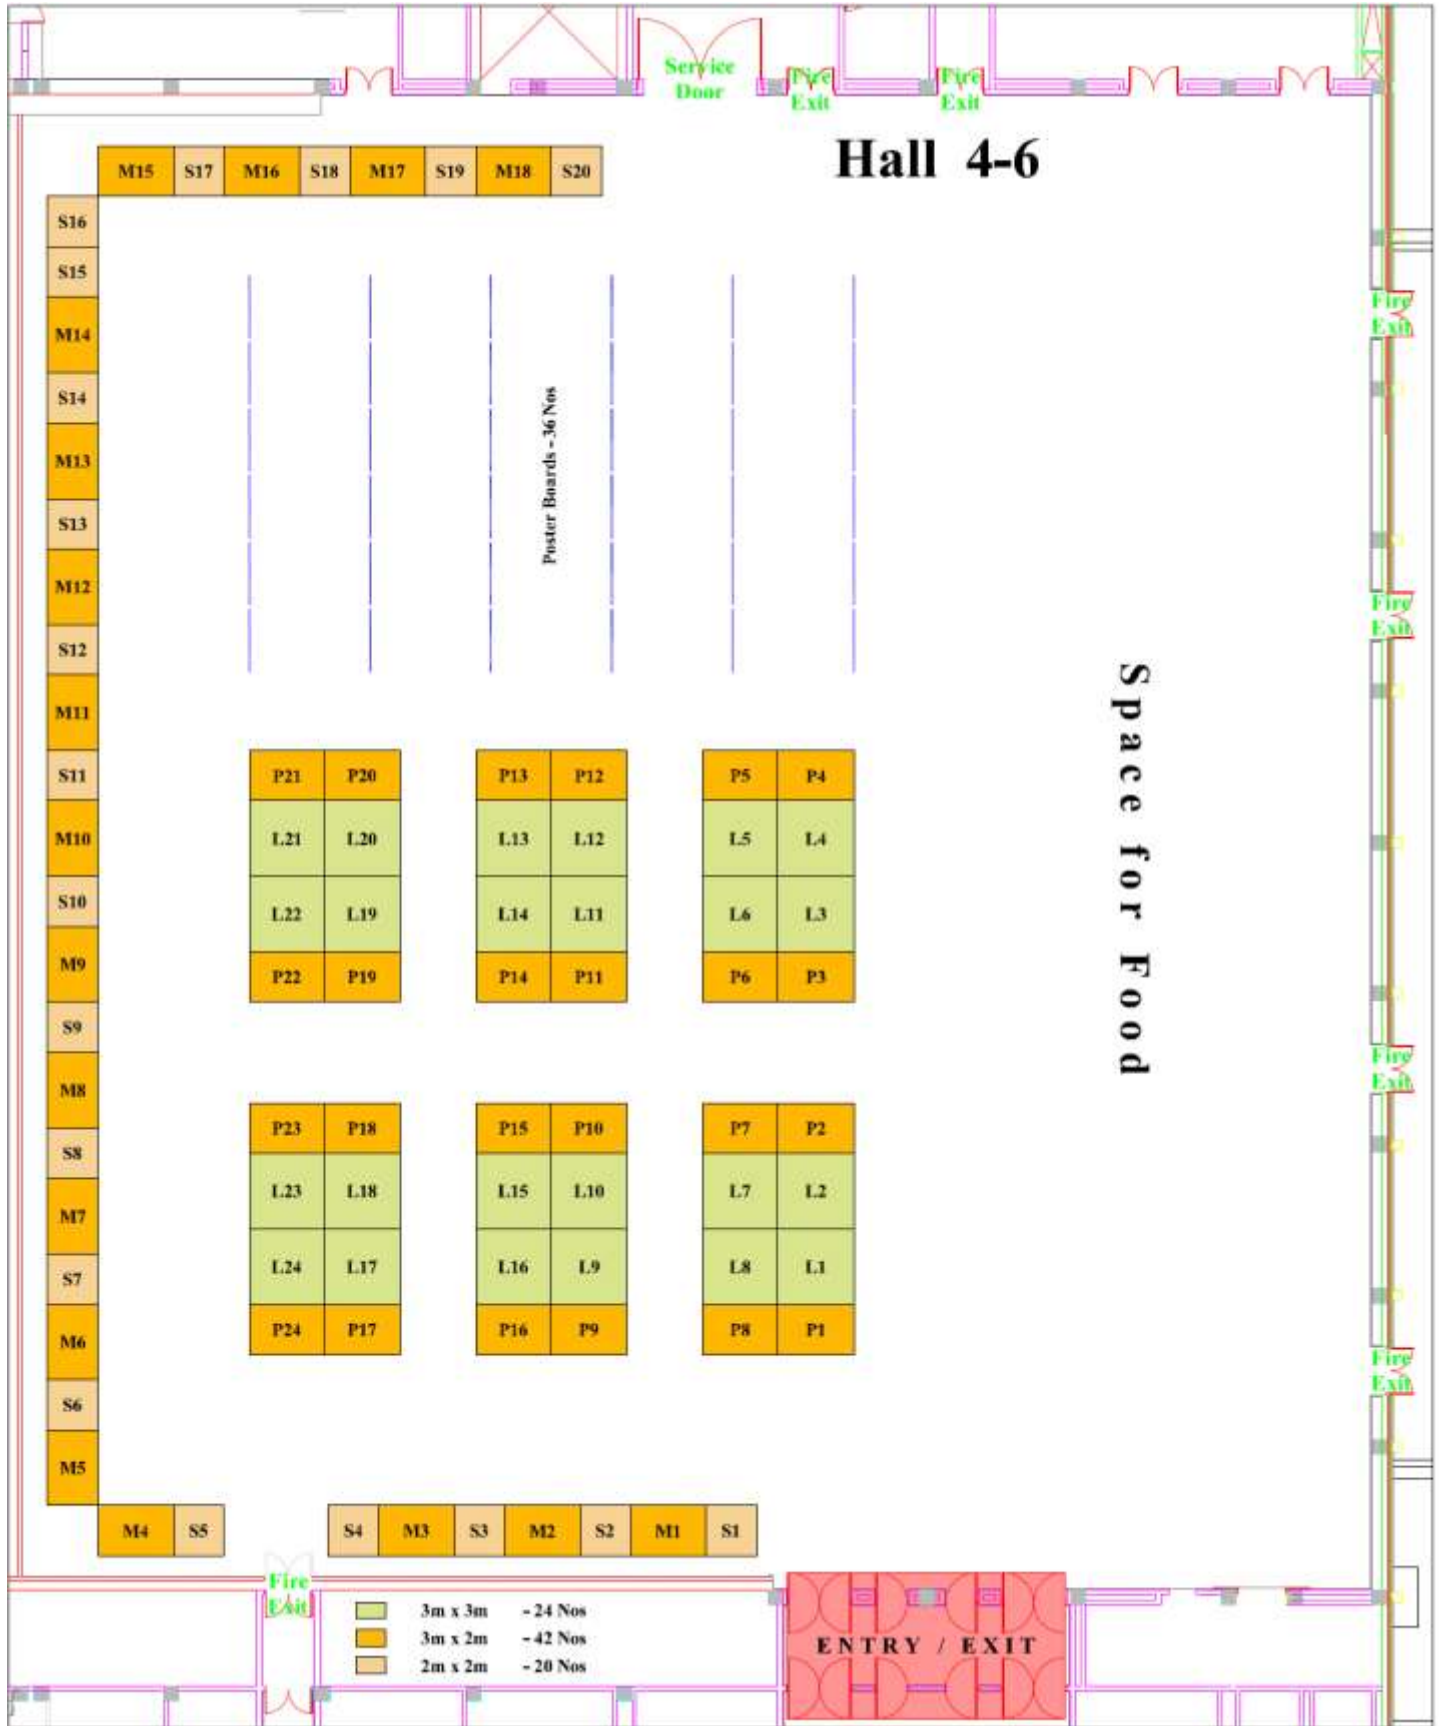 Service
Door
Fire
Exit
Fire
Exit
Hall 4-6
M15 S17 M16 S18 M17 S19 M18 S20
S16
S15
M14
S14
M13
S13
M12
S12
M11
S11
M10
S10
M9
S9
M8
S8
M7
S7
M6
S6
M5
Poster Boards - 36 Nos
Fire
Exit
Fire
Exit
Space for Food
P21 P20 P13 P12 P5 P4
L21 L20 L13 L12 L5 L4
L22 L19 L14 L11 L6 L3
P22 P19 P14 P11 P6 P3
Fire
Exit
P23 P18 P15 P10 P7 P2
L23 L18 L15 L10 L7 L2
L24 L17 L16 L9 L8 L1
P24 P17 P16 P9 P8 P1
Fire
Exit
M4 S5 S4 M3 S3 M2 S2 M1 S1
Fire
Exit
3m x 3m - 24 Nos
3m x 2m - 42 Nos
2m x 2m - 20 Nos
ENTRY / EXIT